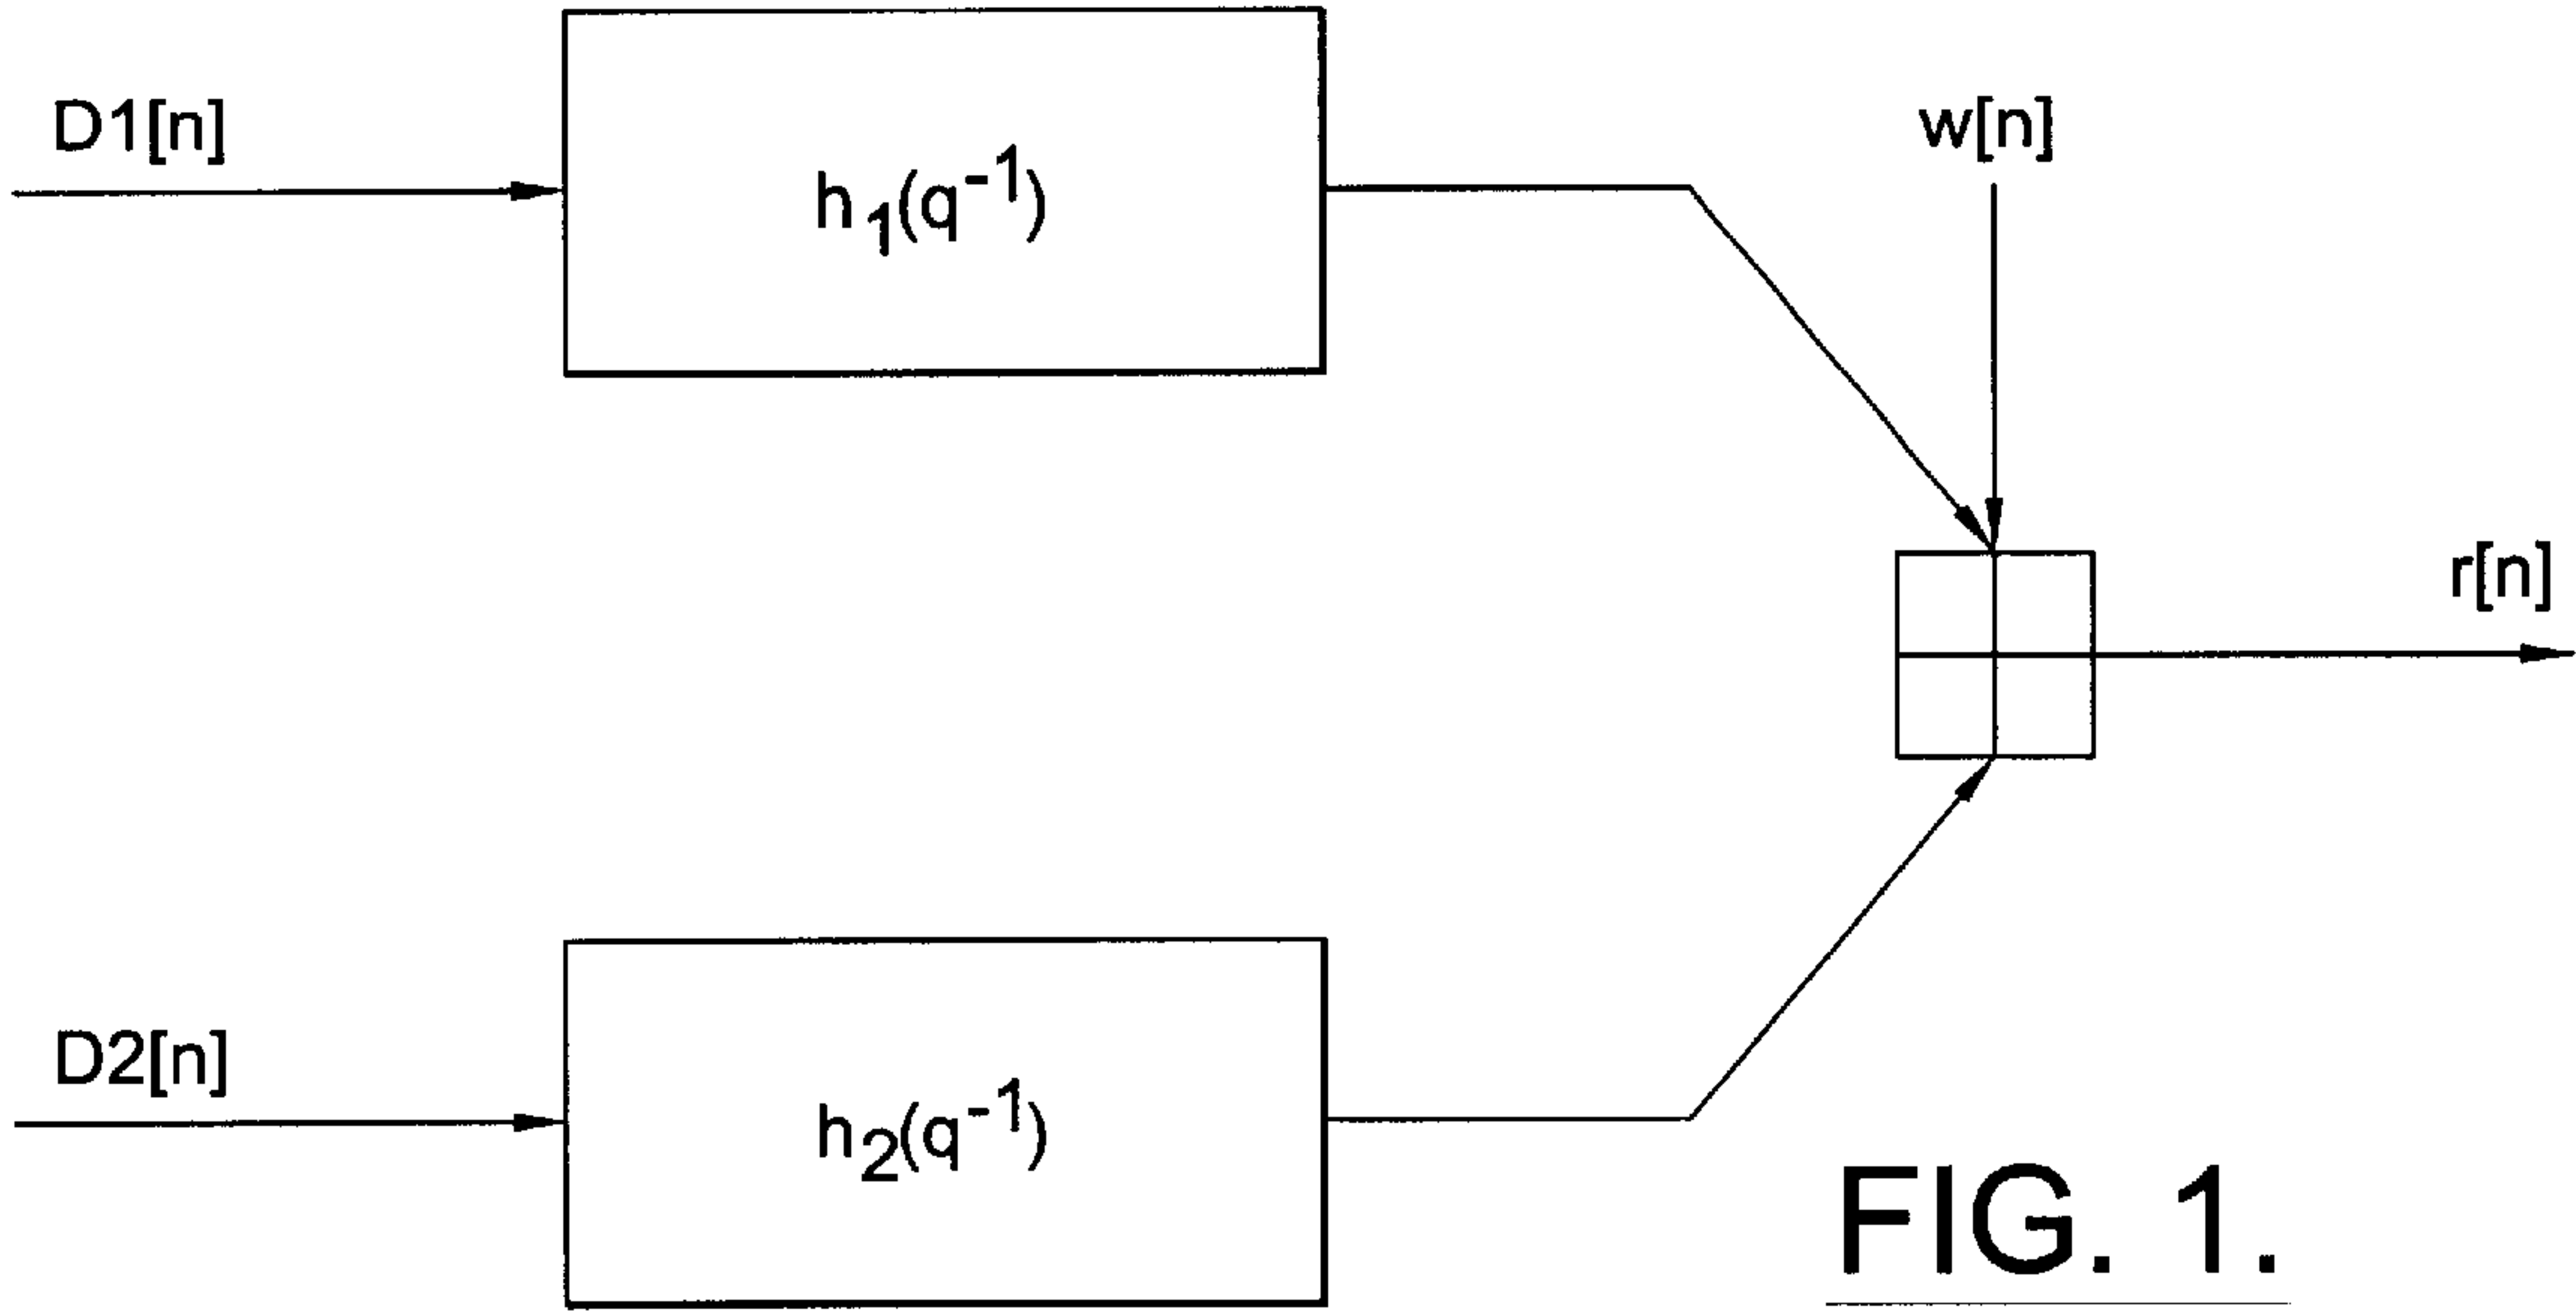 D1[n]
h₁(q⁻¹)
w[n]
r[n]
D2[n]
h₂(q⁻¹)
FIG. 1.